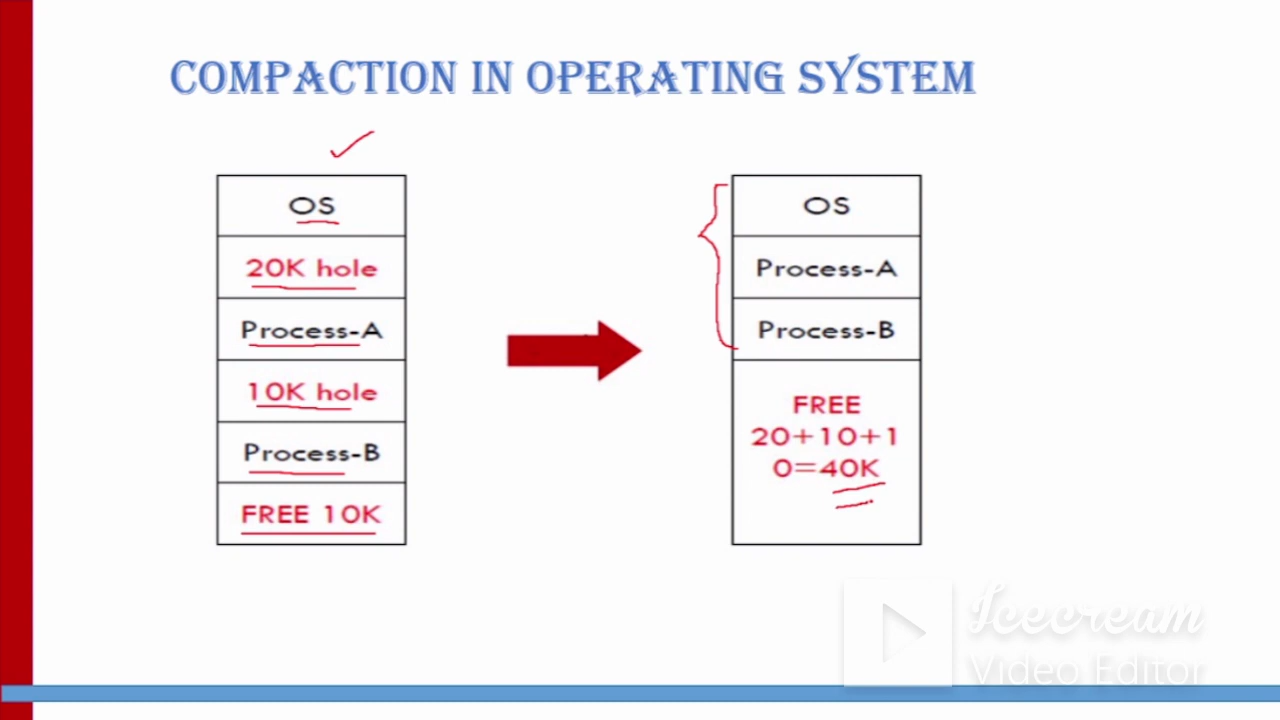 COMPACTION IN OPERATING SYSTEM
OS
20K hole
Process-A
10K hole
Process-B
FREE 10K
OS
Process-A
Process-B
FREE
20+10+1
0=40K
Icecream
Video Editor